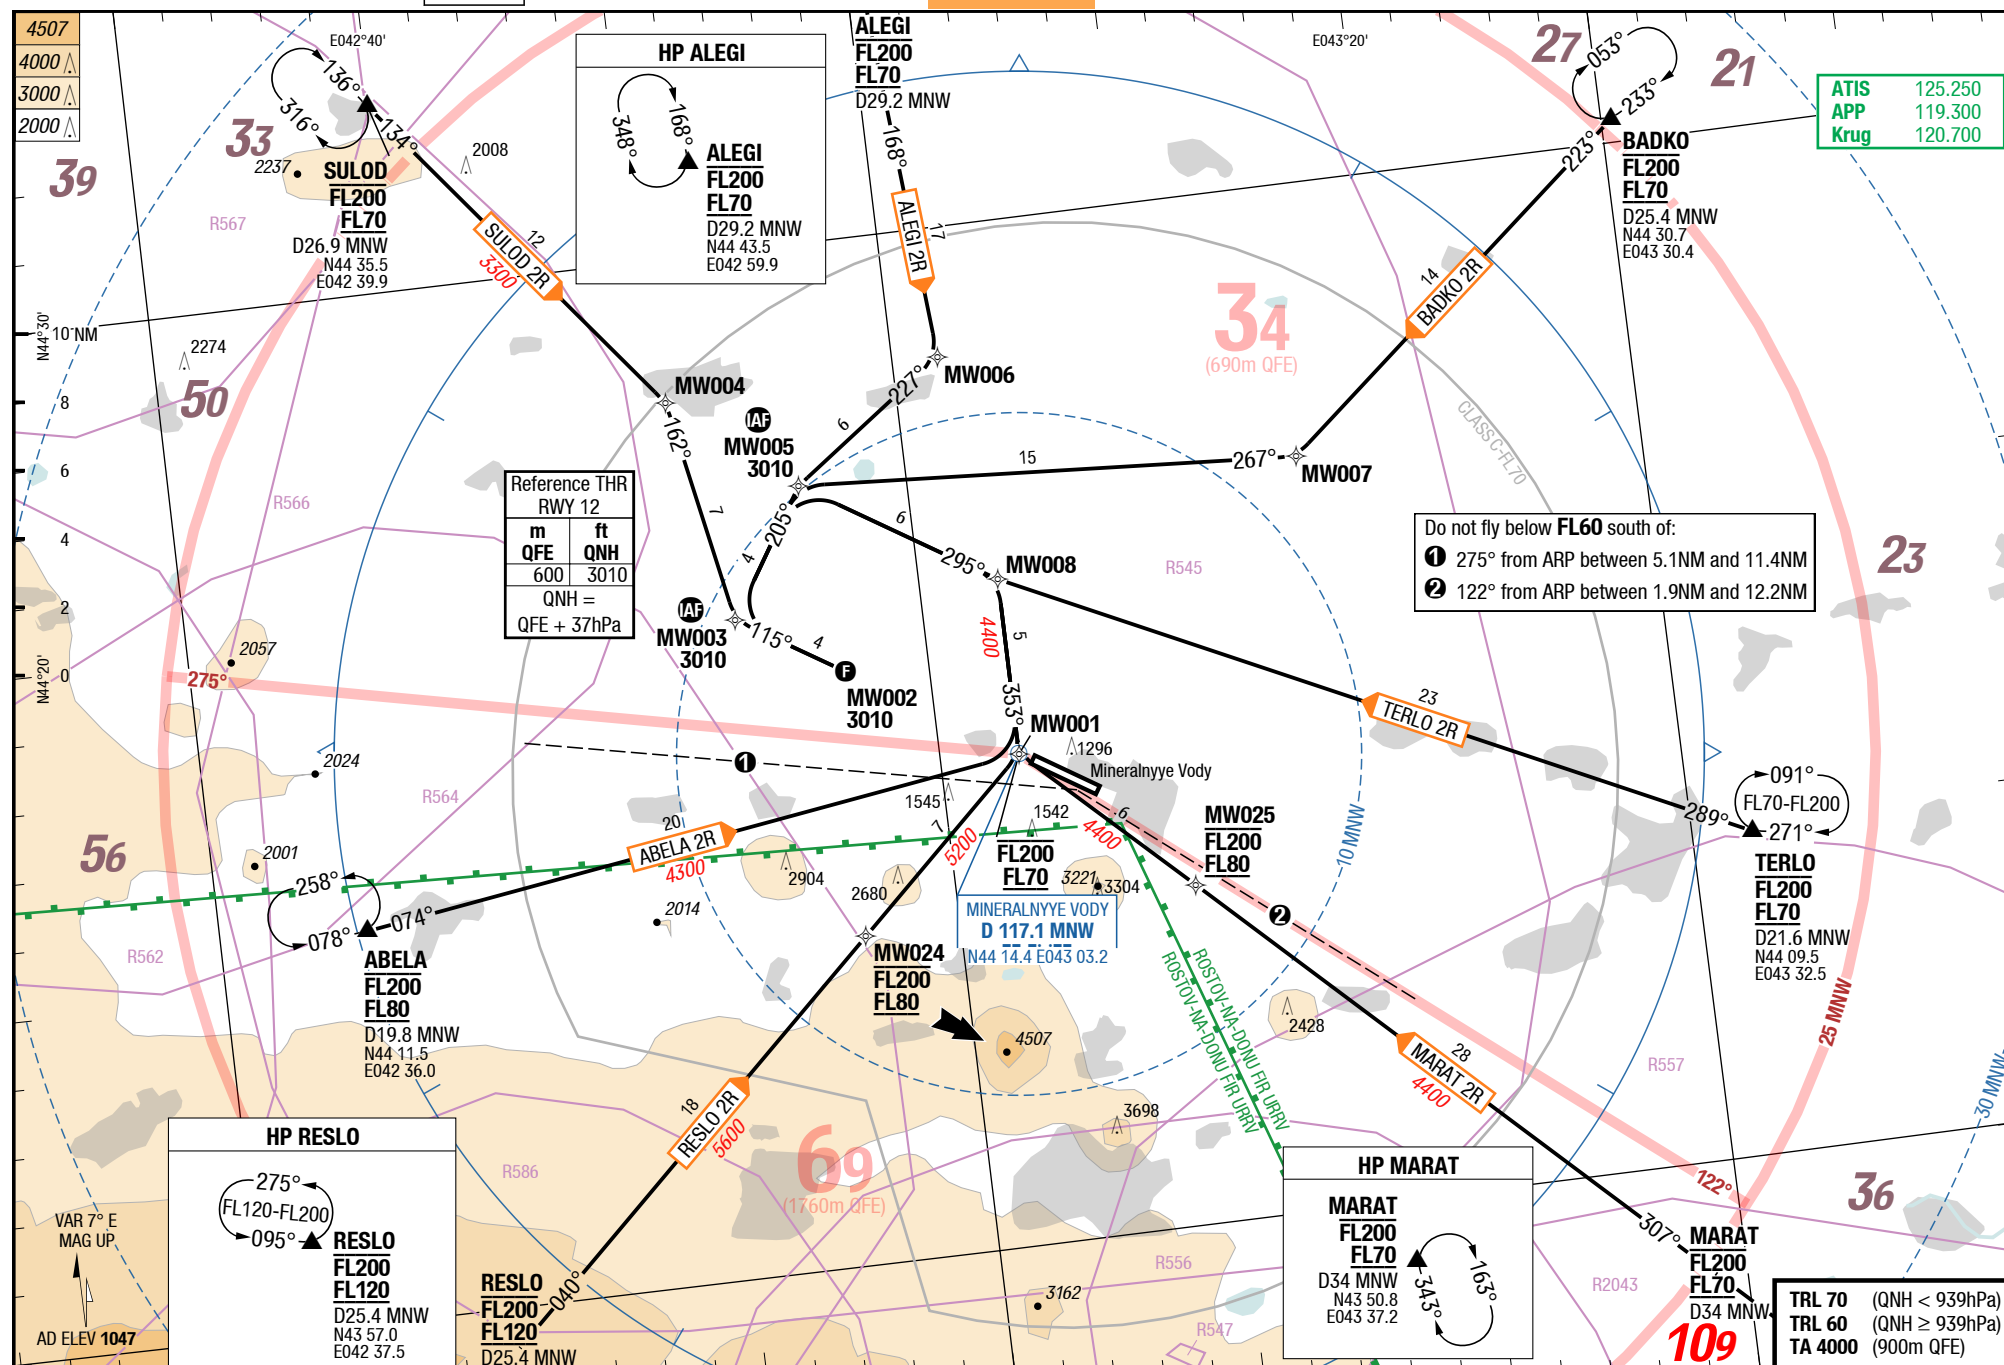 4507
4000
3000
2000
E042°40'
E043°20'
HP ALEGI
168°
348°
ALEGI
FL200
FL70
D29.2 MNW
N44 43.5
E042 59.9
ALEGI
FL200
FL70
D29.2 MNW
168°
ALEGI 2R
17
27
21
053°
233°
223°
BADKO
FL200
FL70
D25.4 MNW
N44 30.7
E043 30.4
14
BADKO 2R
ATIS 125.250
APP 119.300
Krug 120.700
33
39
136°
316°
134°
2237
2008
SULOD
FL200
FL70
D26.9 MNW
N44 35.5
E042 39.9
R567
12
SULOD 2R
3300
34
(690m QFE)
N44°30'
10 NM
8
6
4
2
0
N44°20'
2274
50
MW004
162°
7
MW006
227°
6
IAF
MW005
3010
15
267°
MW007
CLASS C-FL70
R566
Reference THR
RWY 12
m ft
QFE QNH
600 3010
QNH =
QFE + 37hPa
205°
4
6
295°
MW008
R545
Do not fly below FL60 south of:
1 275° from ARP between 5.1NM and 11.4NM
2 122° from ARP between 1.9NM and 12.2NM
23
IAF
MW003
3010
115°
4
F
MW002
3010
4400
5
353°
MW001
2057
275°
2024
1
1296
Mineralnyye Vody
23
TERLO 2R
289°
091°
FL70-FL200
271°
TERLO
FL200
FL70
D21.6 MNW
N44 09.5
E043 32.5
R564
1545
1542
20
ABELA 2R
4300
7
5200
6
4400
MW025
FL200
FL80
10 MNW
56
2001
258°
078°
074°
2904
2014
2680
FL200
FL70
3221
3304
2
MINERALNYYE VODY
D 117.1 MNW
N44 14.4 E043 03.2
R562
ABELA
FL200
FL80
D19.8 MNW
N44 11.5
E042 36.0
MW024
FL200
FL80
4507
ROSTOV-NA-DONU FIR URRV
ROSTOV-NA-DONU FIR URRV
2428
25 MNW
28
MARAT 2R
4400
R557
30 MNW
18
RESLO 2R
5600
3698
69
(1760m QFE)
R586
HP RESLO
275°
FL120-FL200
095°
RESLO
FL200
FL120
D25.4 MNW
N43 57.0
E042 37.5
VAR 7° E
MAG UP
AD ELEV 1047
RESLO
FL200
FL120
D25.4 MNW
040°
3162
R556
R547
HP MARAT
MARAT
FL200
FL70
D34 MNW
N43 50.8
E043 37.2
343°
163°
122°
36
307°
MARAT
FL200
FL70
D34 MNW
R2043
109
TRL 70 (QNH < 939hPa)
TRL 60 (QNH ≥ 939hPa)
TA 4000 (900m QFE)